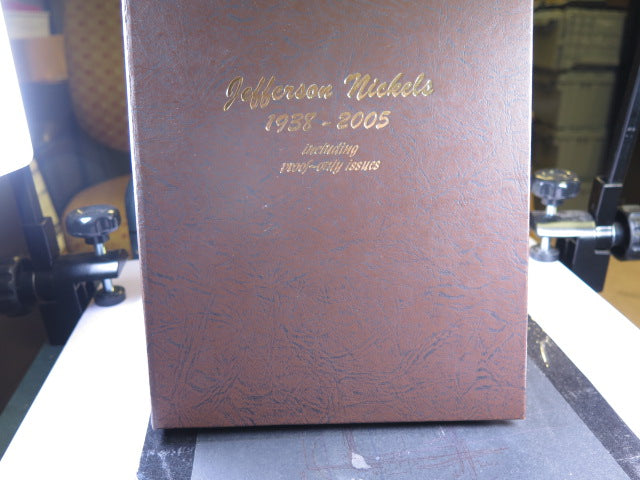 Jefferson Nickels
1938 - 2005
including
proof-only issues